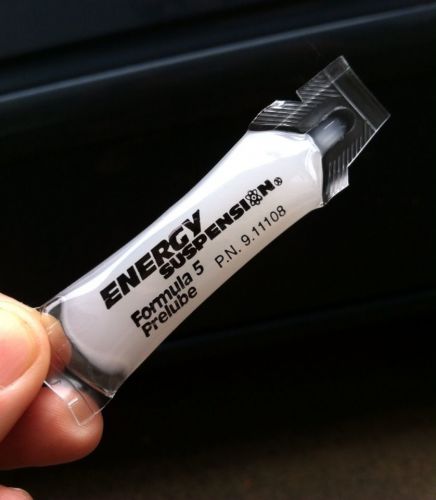 ENERGY
SUSPENSION®
Formula 5
Prelube
P.N. 9.11108